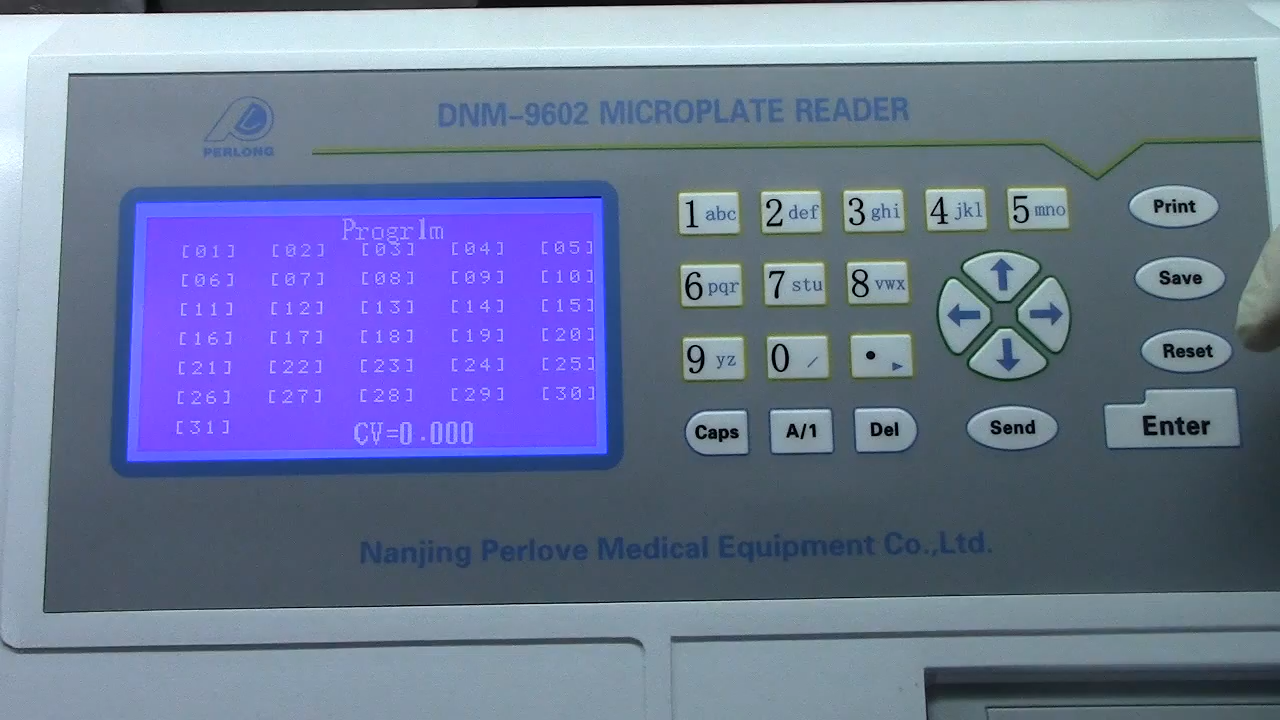 DNM-9602 MICROPLATE READER
PERLONG
Progr1m
[01] [02] [03] [04] [05]
[06] [07] [08] [09] [10]
[11] [12] [13] [14] [15]
[16] [17] [18] [19] [20]
[21] [22] [23] [24] [25]
[26] [27] [28] [29] [30]
[31]
CV=0.000
1 abc 2 def 3 ghi 4 jkl 5 mno
6 pqr 7 stu 8 vwx
9 yz 0 / •
Caps A/1 Del Send
Print
Save
Reset
Enter
Nanjing Perlove Medical Equipment Co.,Ltd.